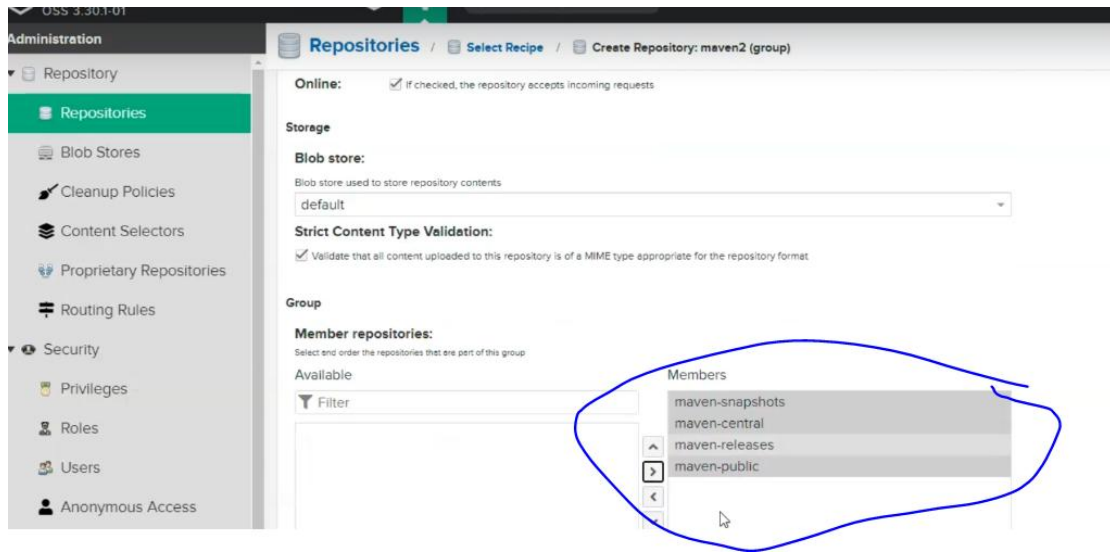 OSS 3.30.1-01
Administration
Repositories / Select Recipe / Create Repository: maven2 (group)
Repository
Repositories
Blob Stores
Cleanup Policies
Content Selectors
Proprietary Repositories
Routing Rules
Security
Privileges
Roles
Users
Anonymous Access
Online:
If checked, the repository accepts incoming requests
Storage
Blob store:
Blob store used to store repository contents
default
Strict Content Type Validation:
Validate that all content uploaded to this repository is of a MIME type appropriate for the repository format
Group
Member repositories:
Select and order the repositories that are part of this group
Available
Filter
Members
maven-snapshots
maven-central
maven-releases
maven-public